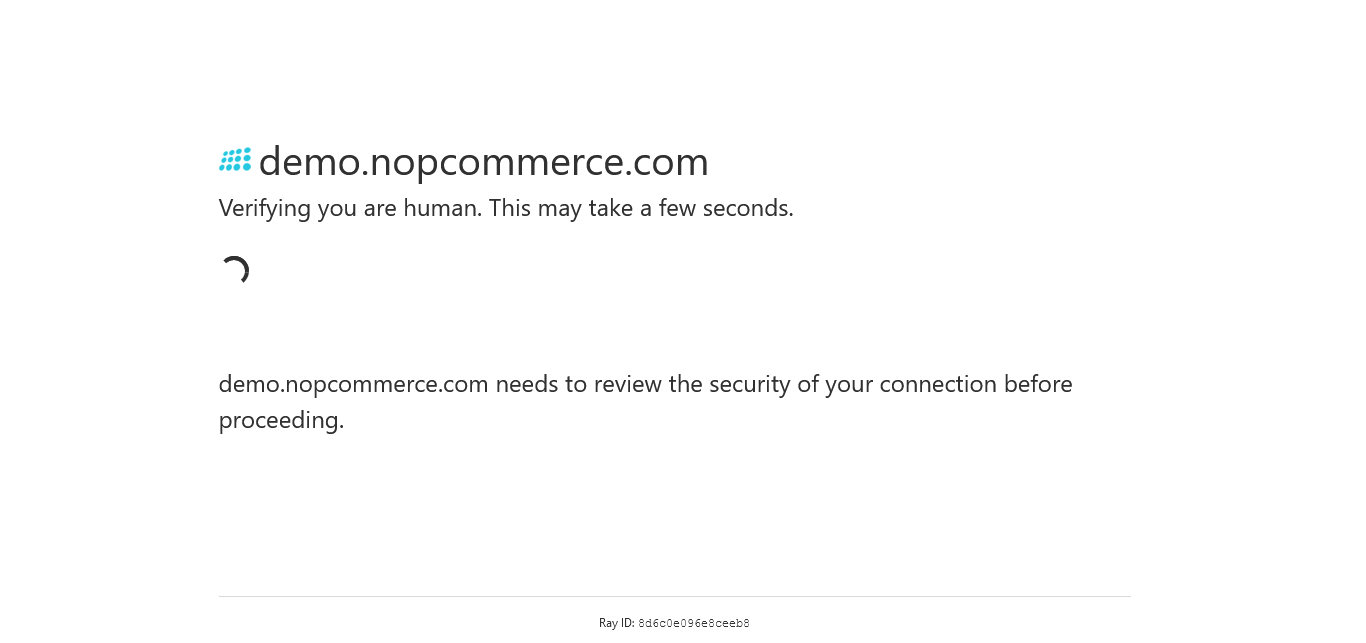 demo.nopcommerce.com
Verifying you are human. This may take a few seconds.
demo.nopcommerce.com needs to review the security of your connection before
proceeding.
Ray ID: 8d6c0e096e8ceeb8